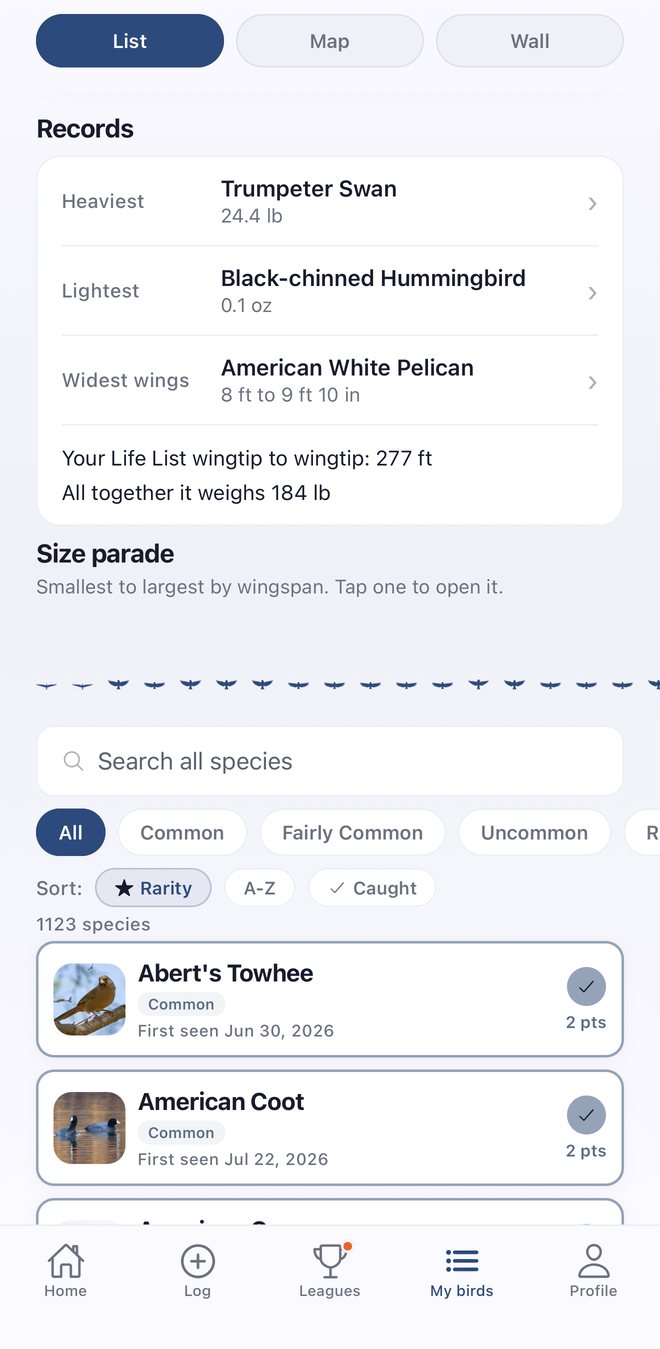 List
Map
Wall
Records
Heaviest
Trumpeter Swan
24.4 lb
Lightest
Black-chinned Hummingbird
0.1 oz
Widest wings
American White Pelican
8 ft to 9 ft 10 in
Your Life List wingtip to wingtip: 277 ft
All together it weighs 184 lb
Size parade
Smallest to largest by wingspan. Tap one to open it.
Search all species
All
Common
Fairly Common
Uncommon
R
Sort:
Rarity
A-Z
Caught
1123 species
Abert's Towhee
Common
First seen Jun 30, 2026
2 pts
American Coot
Common
First seen Jul 22, 2026
2 pts
Home
Log
Leagues
My birds
Profile